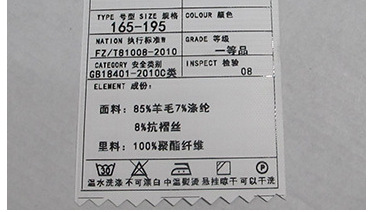 TYPE 号型 SIZE 规格 COLOUR 颜色
165-195
NATION 执行标准 GRADE 等级
FZ/T81008-2010 一等品
CATEGORY 安全类别 INSPECT 检验
GB18401-2010C类 08
ELEMENT 成份:
面料: 85%羊毛7%涤纶
8%抗褶丝
里料: 100%聚酯纤维
P
温水洗涤 不可漂白 中温熨烫 悬挂晾干 可以干洗